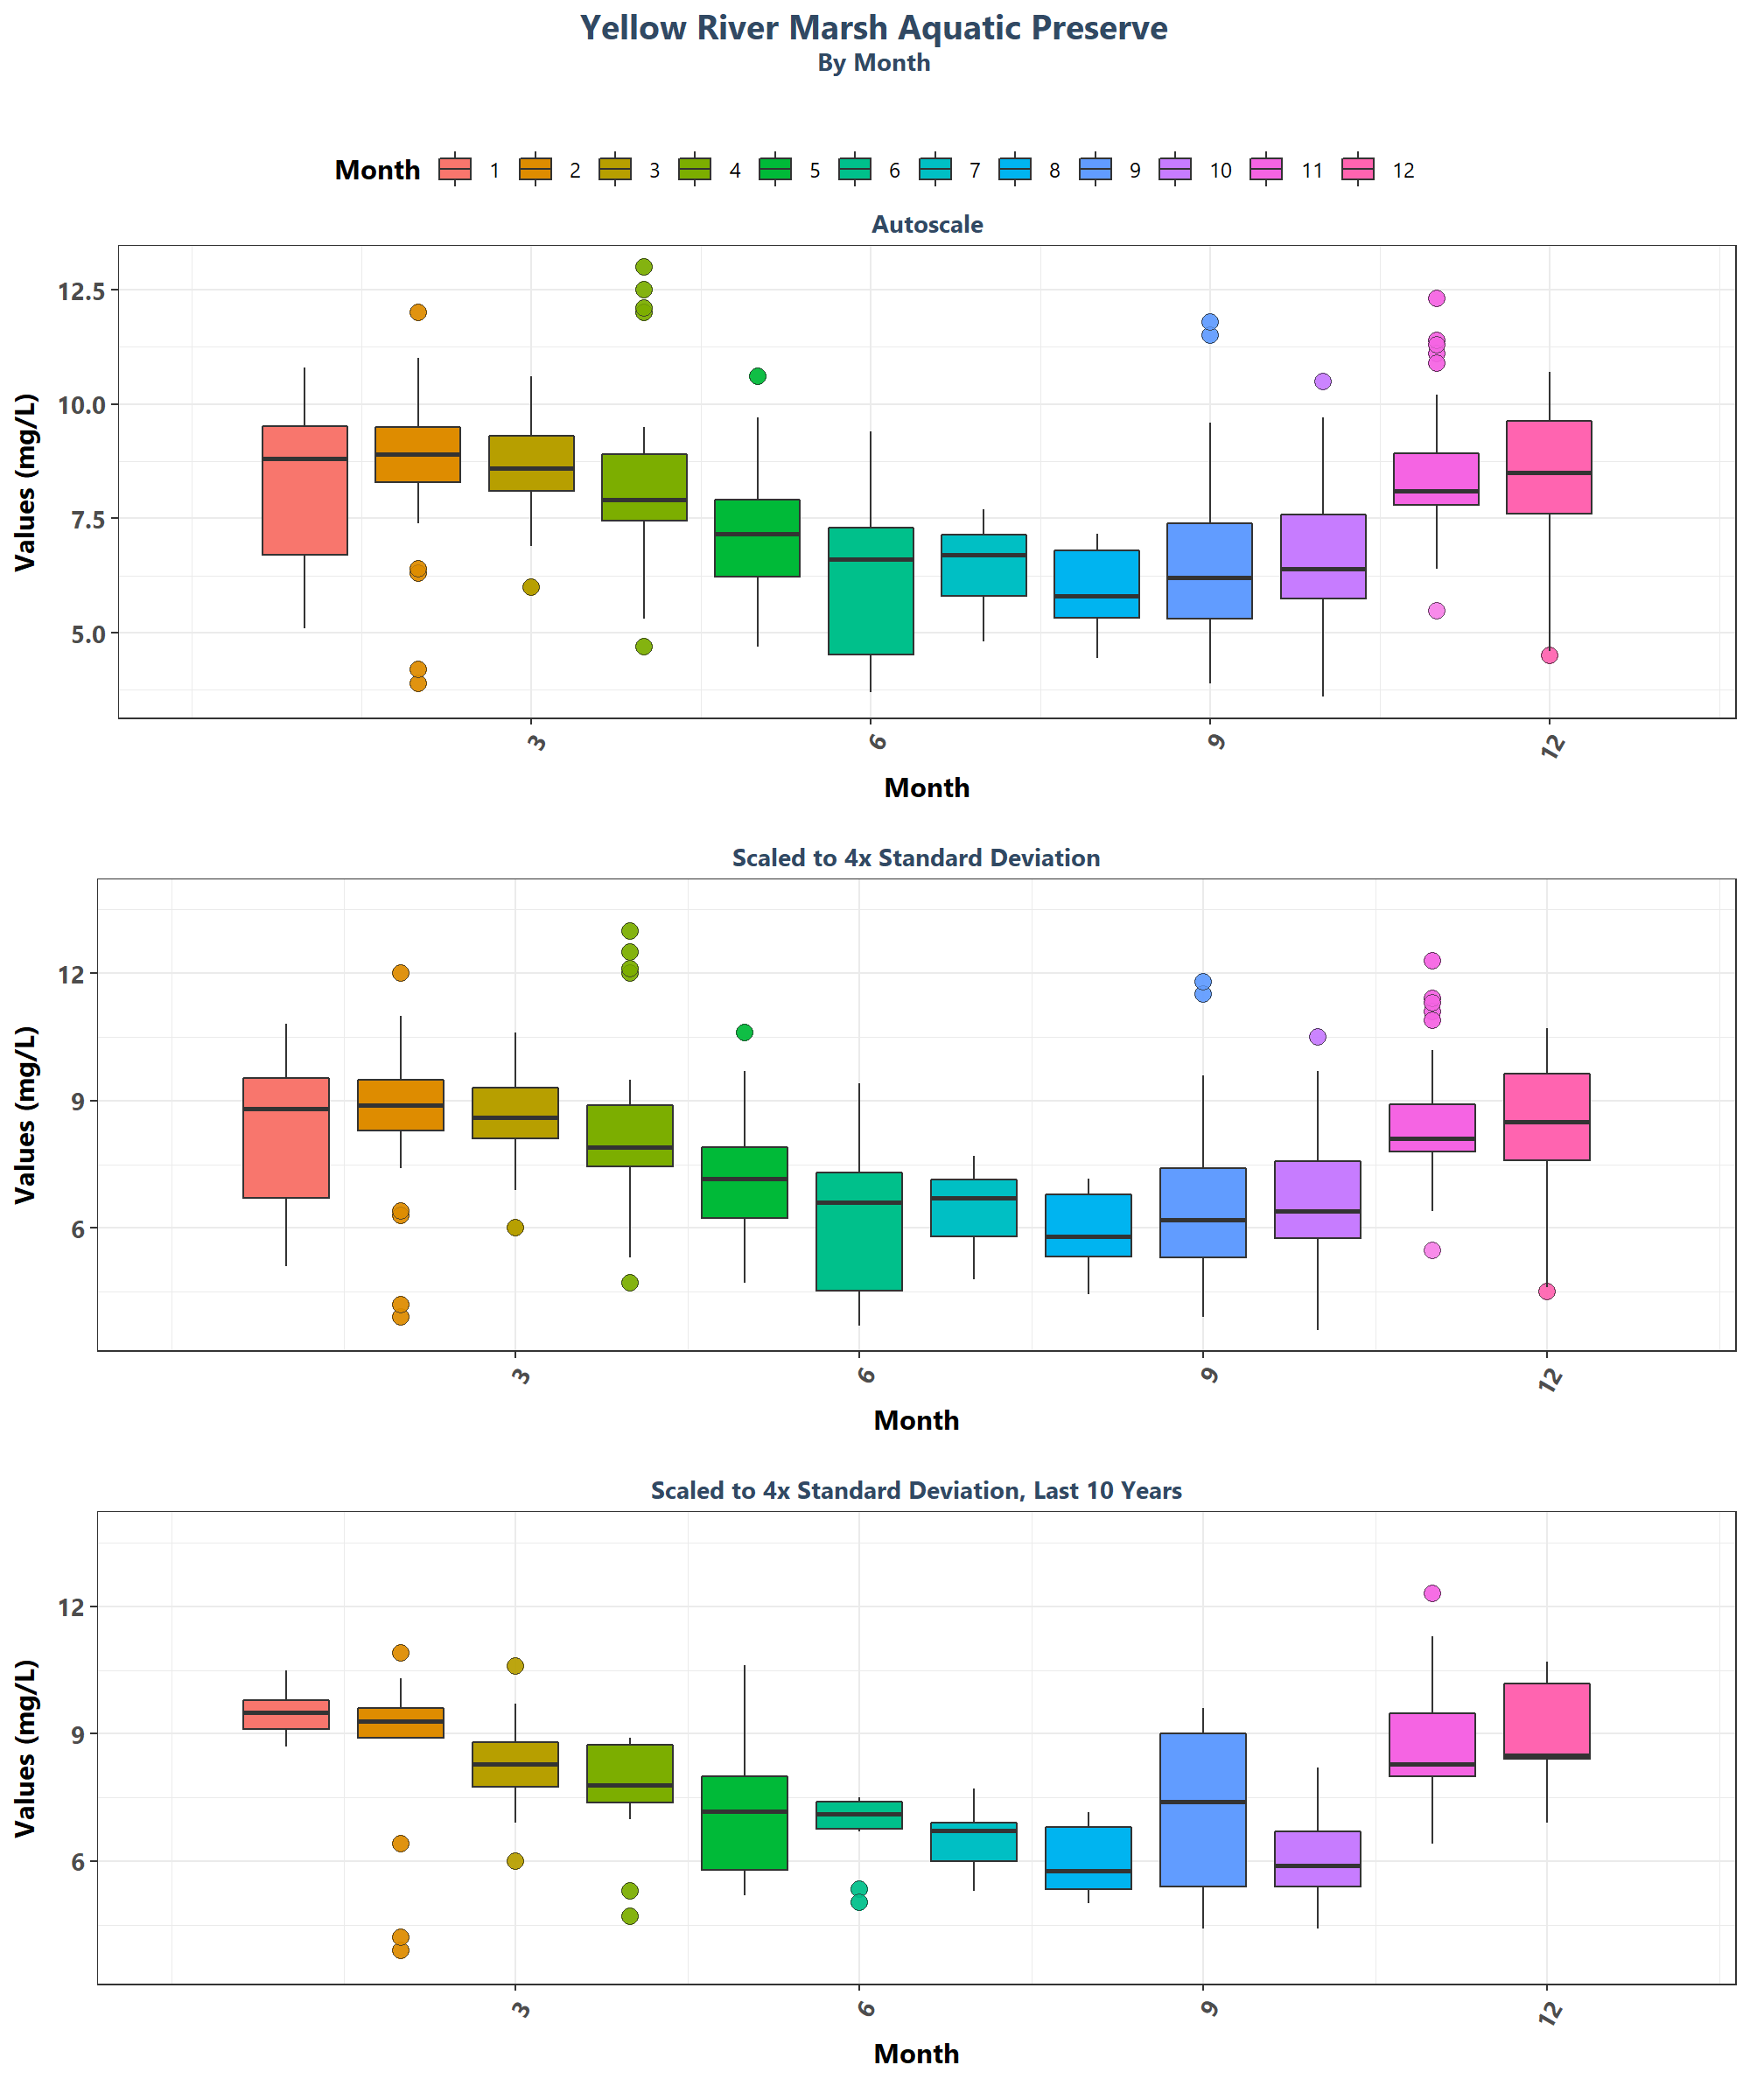 Yellow River Marsh Aquatic Preserve
By Month
Month 1 2 3 4 5 6 7 8 9 10 11 12
Autoscale
Values (mg/L)
12.5
10.0
7.5
5.0
3 6 9 12
Month
Scaled to 4x Standard Deviation
Values (mg/L)
12
9
6
3 6 9 12
Month
Scaled to 4x Standard Deviation, Last 10 Years
Values (mg/L)
12
9
6
3 6 9 12
Month